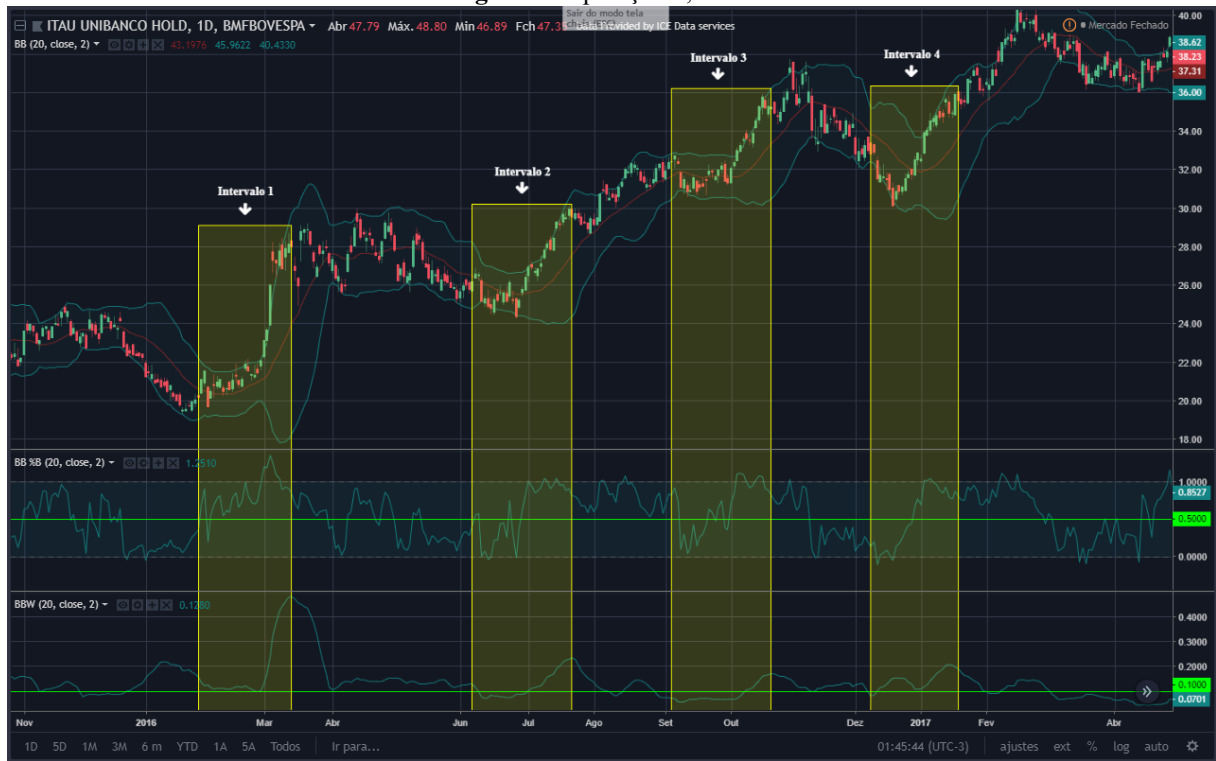 ITAU UNIBANCO HOLD, 1D, BMFBOVESPA Abr 47.79 Máx. 48.80 Min 46.89 Fch 47.3 Data Provided by ICE Data services
Sair do modo tela
Mercado Fechado
BB (20, close, 2) 43.1976 45.9622 40.4330
Intervalo 1
Intervalo 2
Intervalo 3
Intervalo 4
40.00
38.62
38.23
37.31
36.00
34.00
32.00
30.00
28.00
26.00
24.00
22.00
20.00
18.00
BB %B (20, close, 2) 1.2510
1.0000
0.8527
0.5000
0.0000
BBW (20, close, 2) 0.1280
0.4000
0.3000
0.2000
0.1000
0.0701
Nov 2016 Mar Abr Jun Jul Ago Set Out Dez 2017 Fev Abr
1D 5D 1M 3M 6 m YTD 1A 5A Todos Ir para... 01:45:44 (UTC-3) ajustes ext % log auto